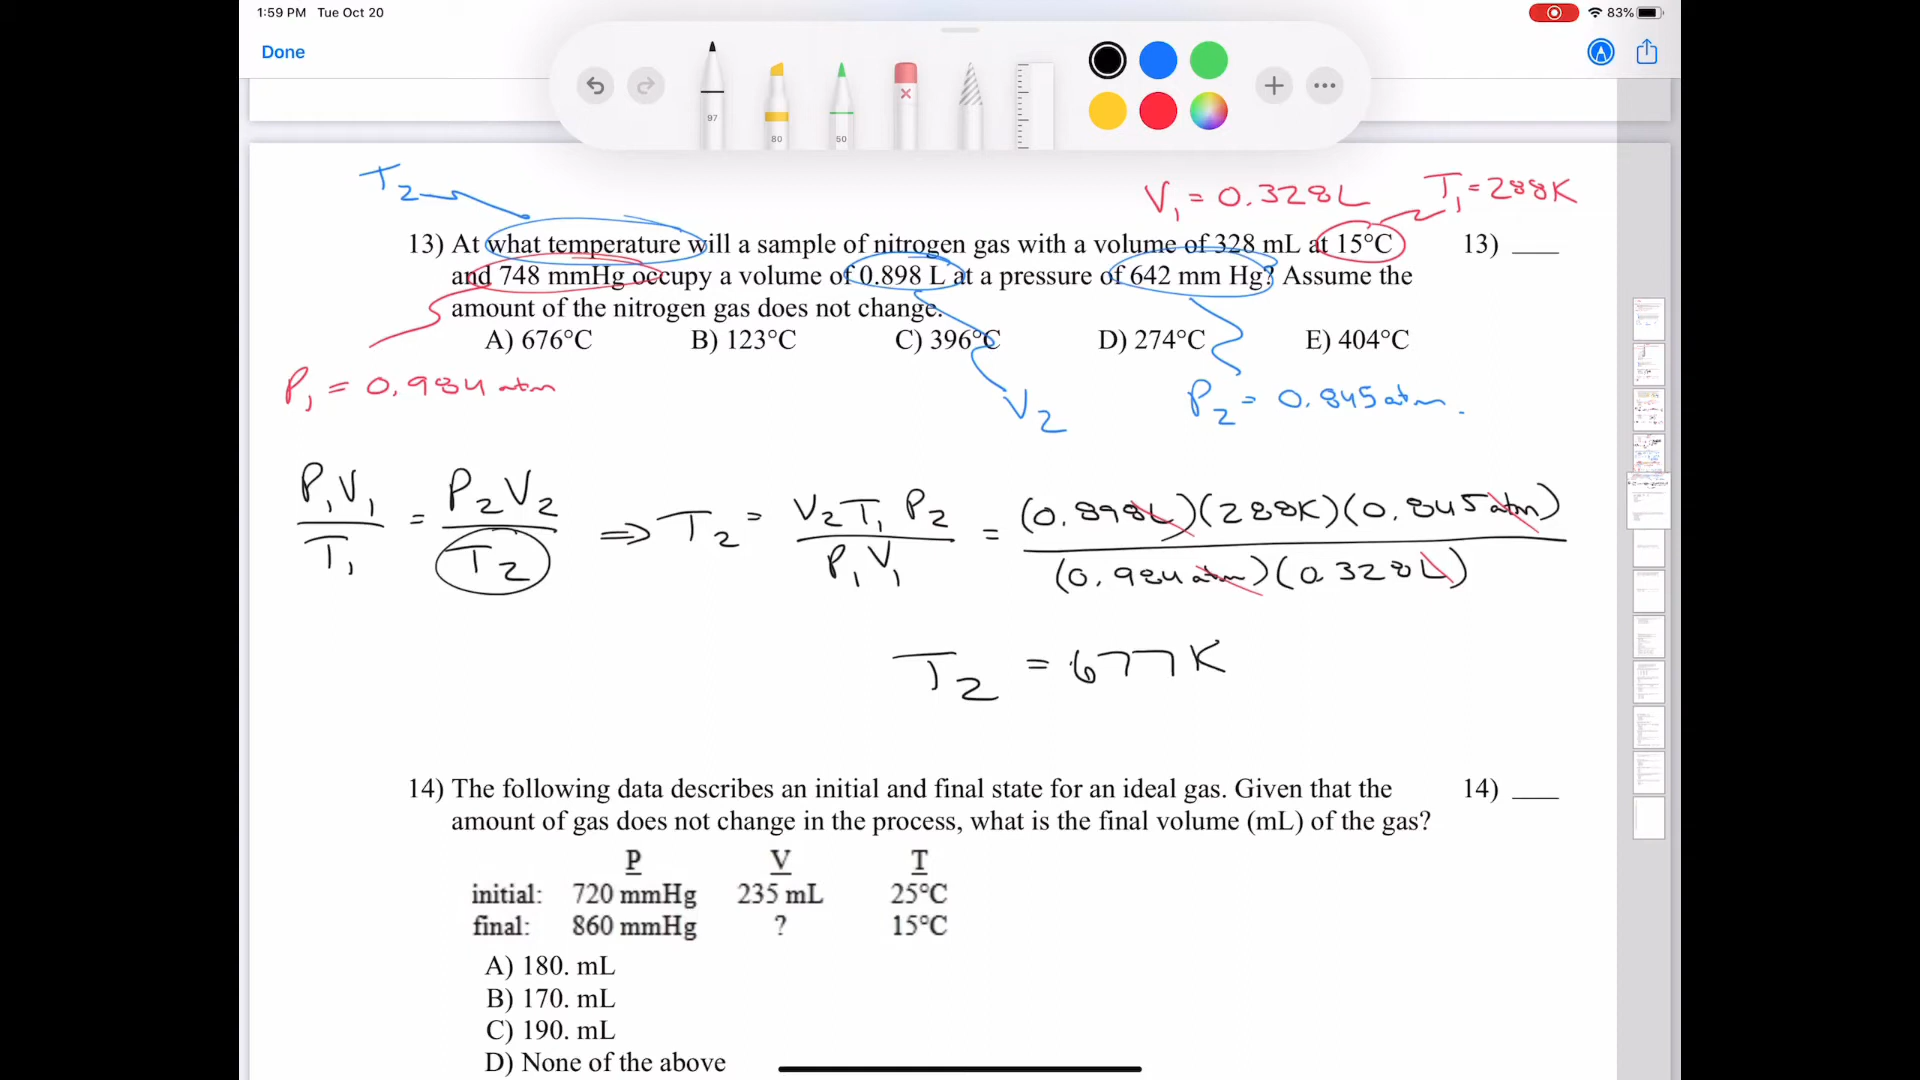 1:59 PM Tue Oct 20
83%
Done
97
80
50
T₂
V₁ = 0.328L
T₁ = 288K
13) At what temperature will a sample of nitrogen gas with a volume of 328 mL at 15°C 13) ___
and 748 mmHg occupy a volume of 0.898 L at a pressure of 642 mm Hg? Assume the
amount of the nitrogen gas does not change.
A) 676°C B) 123°C C) 396°C D) 274°C E) 404°C
P₁ = 0.984 atm
V₂
P₂ = 0.845 atm.
P₁V₁/T₁ = P₂V₂/T₂ ⇒ T₂ = V₂T₁P₂/P₁V₁ = (0.898L)(288K)(0.845atm)/(0.984atm)(0.328L)
T₂ = 677K
14) The following data describes an initial and final state for an ideal gas. Given that the 14) ___
amount of gas does not change in the process, what is the final volume (mL) of the gas?
P V T
initial: 720 mmHg 235 mL 25°C
final: 860 mmHg ? 15°C
A) 180. mL
B) 170. mL
C) 190. mL
D) None of the above